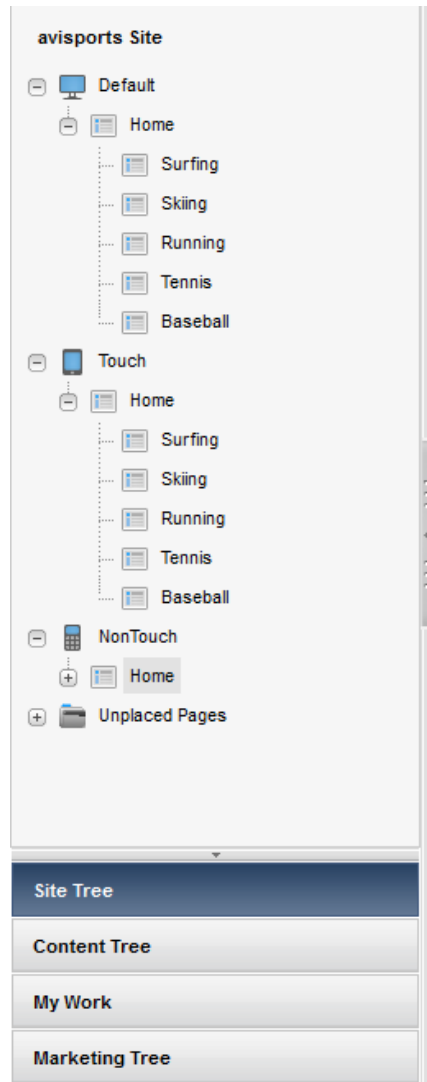 avisports Site
Default
Home
Surfing
Skiing
Running
Tennis
Baseball
Touch
Home
Surfing
Skiing
Running
Tennis
Baseball
NonTouch
Home
Unplaced Pages
Site Tree
Content Tree
My Work
Marketing Tree